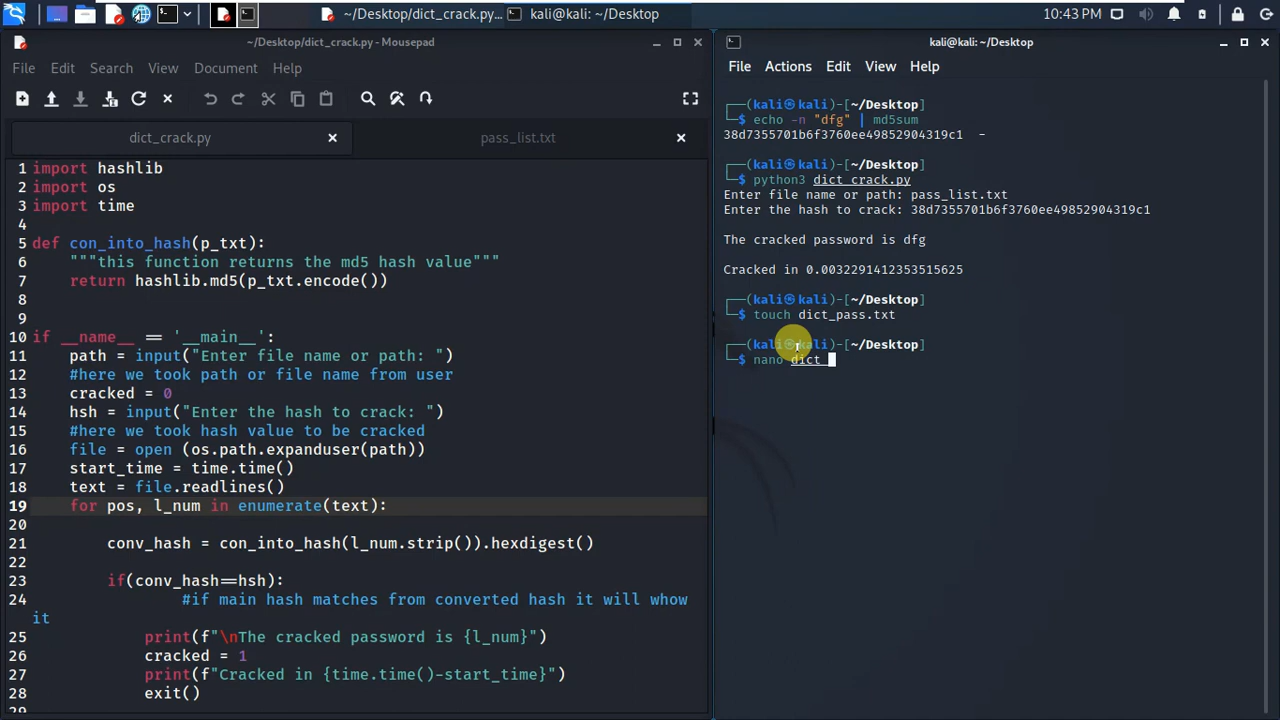 ~/Desktop/dict_crack.py...
kali@kali: ~/Desktop
10:43 PM
~/Desktop/dict_crack.py - Mousepad
File Edit Search View Document Help
dict_crack.py
pass_list.txt
1 import hashlib
2 import os
3 import time
4
5 def con_into_hash(p_txt):
6 """this function returns the md5 hash value"""
7 return hashlib.md5(p_txt.encode())
8
9
10 if __name__ == '__main__':
11 path = input("Enter file name or path: ")
12 #here we took path or file name from user
13 cracked = 0
14 hsh = input("Enter the hash to crack: ")
15 #here we took hash value to be cracked
16 file = open (os.path.expanduser(path))
17 start_time = time.time()
18 text = file.readlines()
19 for pos, l_num in enumerate(text):
20
21 conv_hash = con_into_hash(l_num.strip()).hexdigest()
22
23 if(conv_hash==hsh):
24 #if main hash matches from converted hash it will whow
it
25 print(f"\nThe cracked password is {l_num}")
26 cracked = 1
27 print(f"Cracked in {time.time()-start_time}")
28 exit()
29
kali@kali: ~/Desktop
File Actions Edit View Help
┌──(kali㉿kali)-[~/Desktop]
└─$ echo -n "dfg" | md5sum
38d7355701b6f3760ee49852904319c1 -
┌──(kali㉿kali)-[~/Desktop]
└─$ python3 dict_crack.py
Enter file name or path: pass_list.txt
Enter the hash to crack: 38d7355701b6f3760ee49852904319c1
The cracked password is dfg
Cracked in 0.0032291412353515625
┌──(kali㉿kali)-[~/Desktop]
└─$ touch dict_pass.txt
┌──(kali㉿kali)-[~/Desktop]
└─$ nano dict_